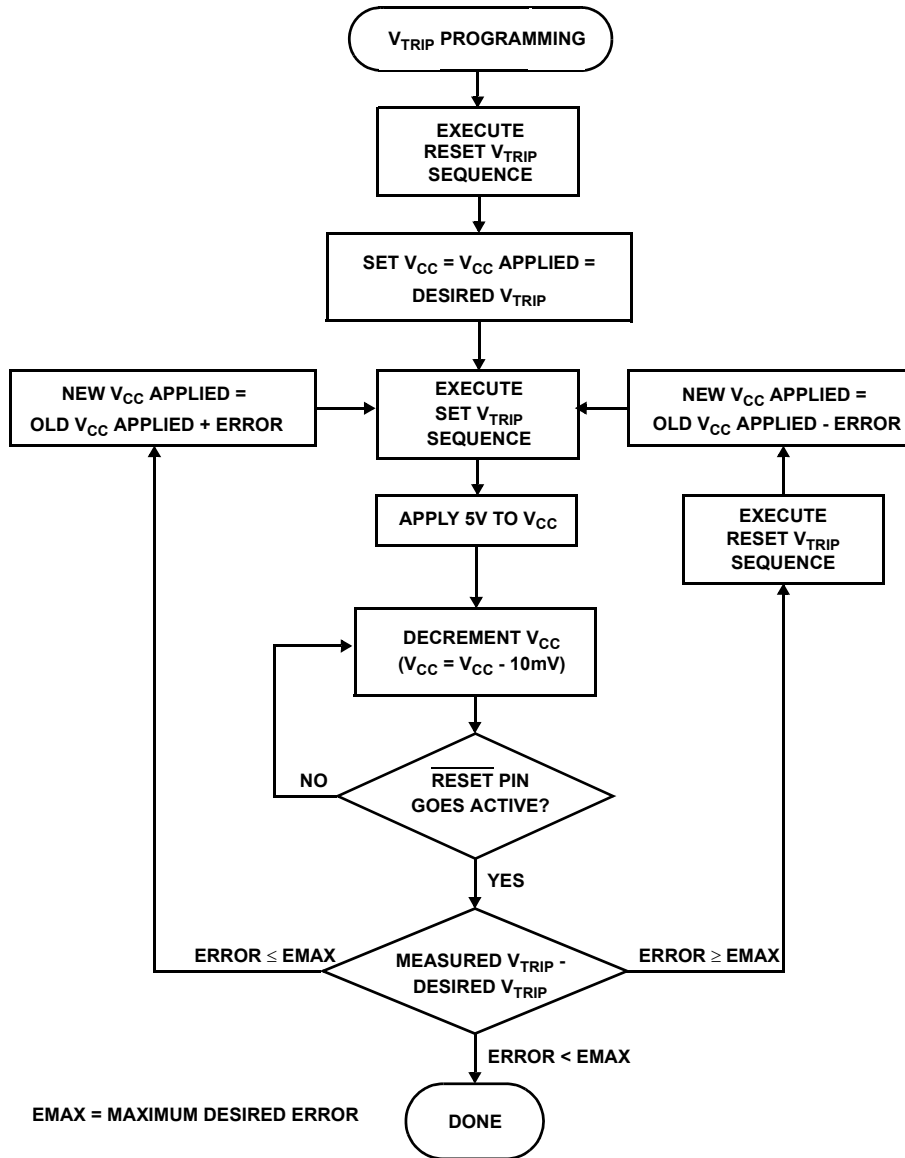 V_TRIP PROGRAMMING
EXECUTE
RESET V_TRIP
SEQUENCE
SET V_CC = V_CC APPLIED =
DESIRED V_TRIP
NEW V_CC APPLIED =
OLD V_CC APPLIED + ERROR
EXECUTE
SET V_TRIP
SEQUENCE
NEW V_CC APPLIED =
OLD V_CC APPLIED - ERROR
APPLY 5V TO V_CC
EXECUTE
RESET V_TRIP
SEQUENCE
DECREMENT V_CC
(V_CC = V_CC - 10mV)
NO
RESET PIN
GOES ACTIVE?
YES
ERROR ≤ EMAX
MEASURED V_TRIP -
DESIRED V_TRIP
ERROR ≥ EMAX
ERROR < EMAX
EMAX = MAXIMUM DESIRED ERROR
DONE